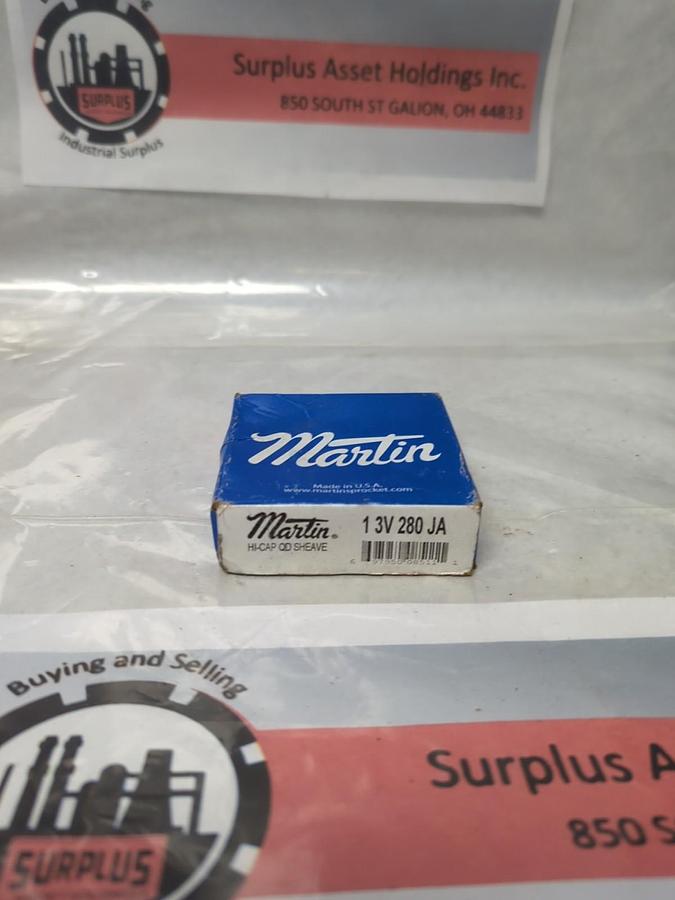 Surplus Asset Holdings Inc.
850 SOUTH ST GALION, OH 44833
SURPLUS
Industrial Surplus
Martin
Made in U.S.A.
www.martinsprocket.com
Martin®
HI-CAP QD SHEAVE
1 3V 280 JA
Buying and Selling
Surplus A
850 S
SURPLUS